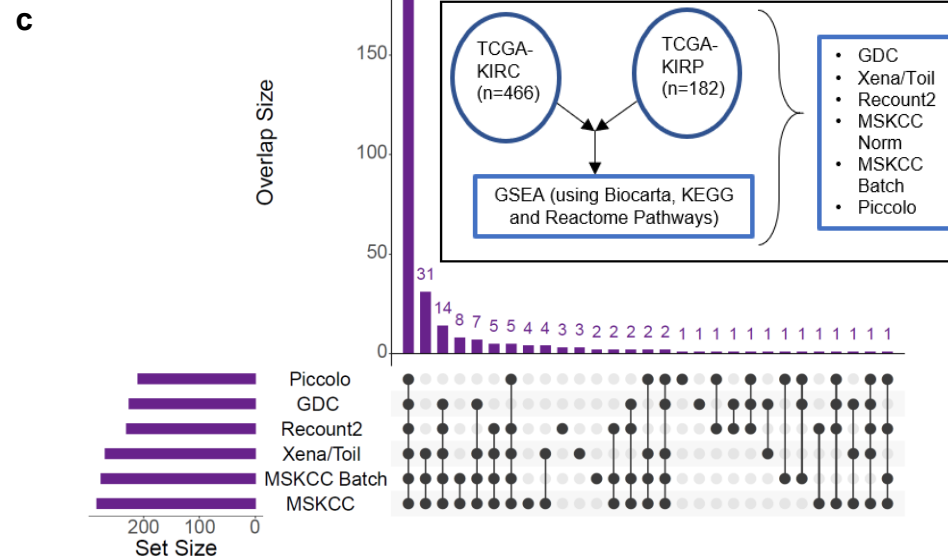 c
Overlap Size
150
100
50
0
TCGA-
KIRC
(n=466)
TCGA-
KIRP
(n=182)
GSEA (using Biocarta, KEGG
and Reactome Pathways)
• GDC
• Xena/Toil
• Recount2
• MSKCC
Norm
• MSKCC
Batch
• Piccolo
31 14 8 7 5 5 4 4 3 3 2 2 2 2 2 1 1 1 1 1 1 1 1 1 1 1 1 1
Piccolo
GDC
Recount2
Xena/Toil
MSKCC Batch
MSKCC
200 100 0
Set Size